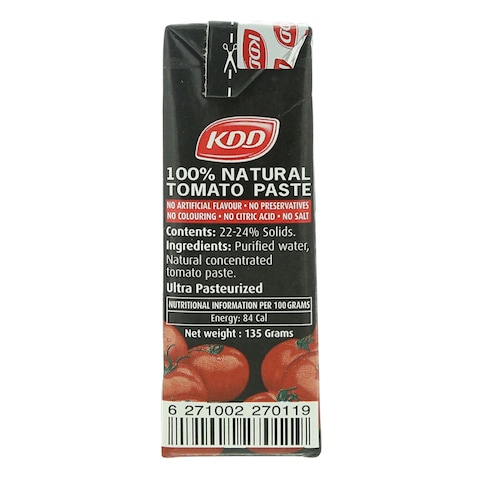 KDD
KDD
100% NATURAL
TOMATO PASTE
NO ARTIFICIAL FLAVOUR • NO PRESERVATIVES
NO COLOURING • NO CITRIC ACID • NO SALT
Contents: 22-24% Solids.
Ingredients: Purified water,
Natural concentrated
tomato paste.
Ultra Pasteurized
NUTRITIONAL INFORMATION PER 100 GRAMS
Energy: 84 Cal
Net weight : 135 Grams
6 271002 270119